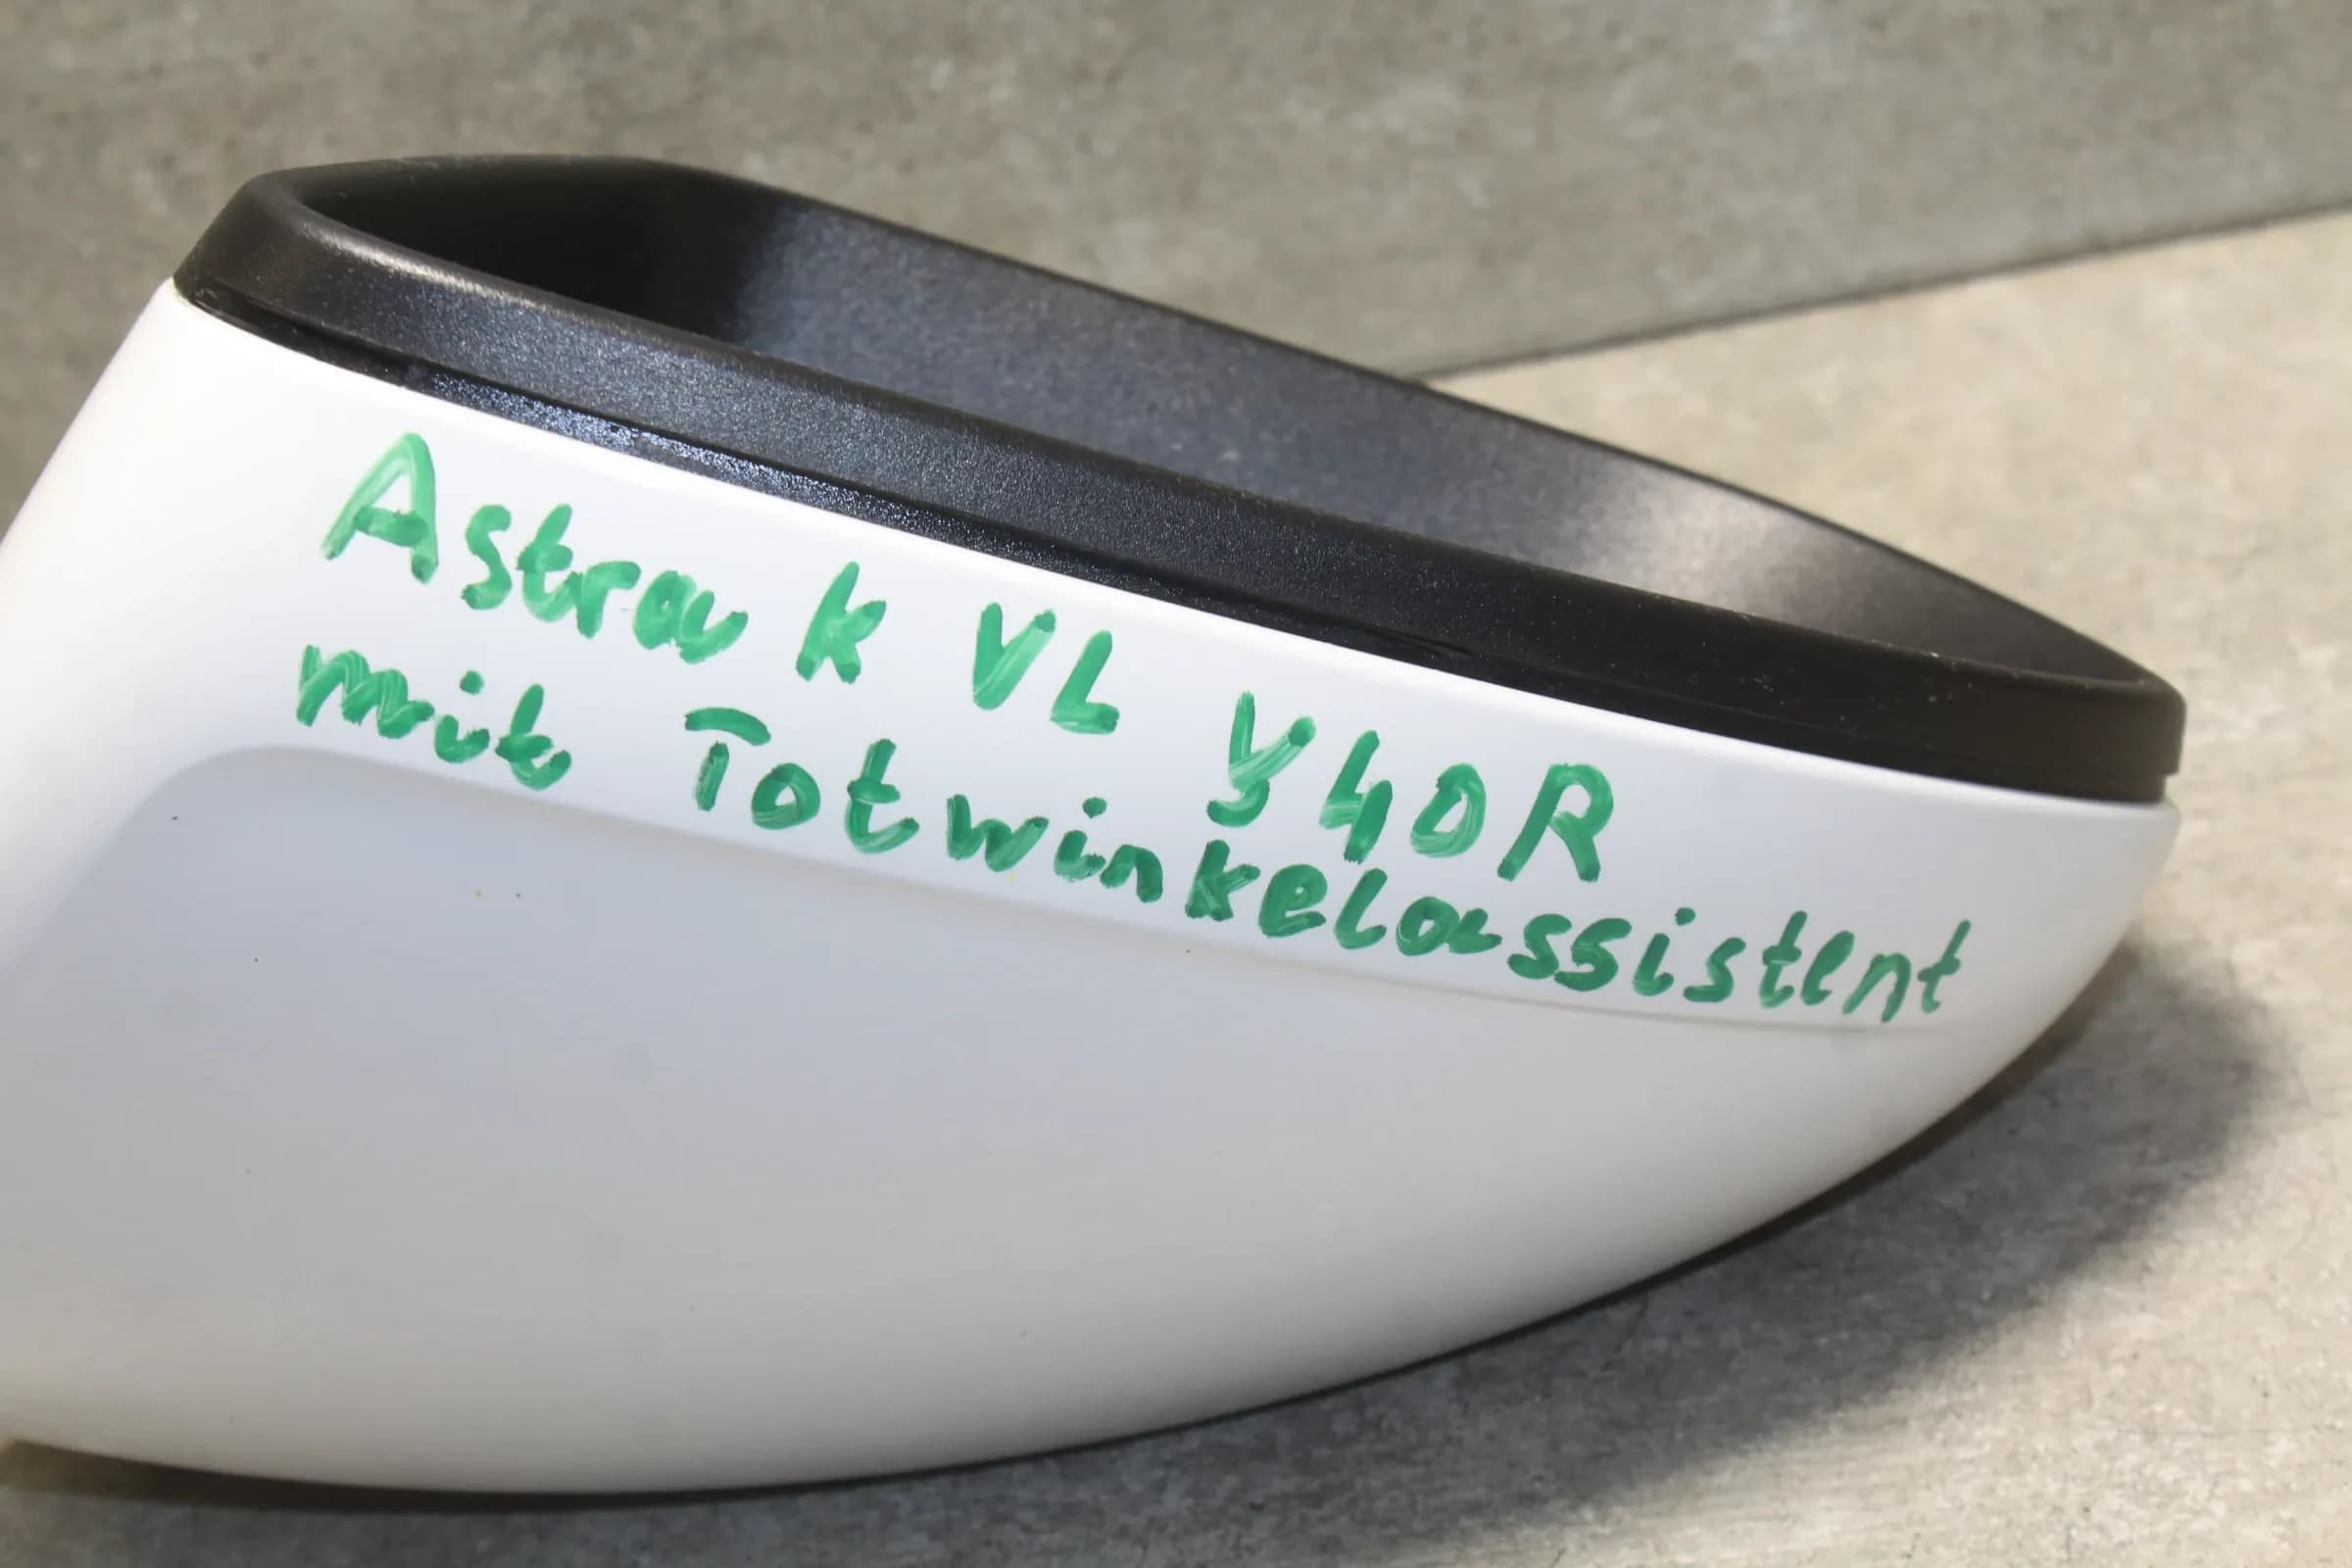 Astra k VL Y40R
mit Totwinkelassistent